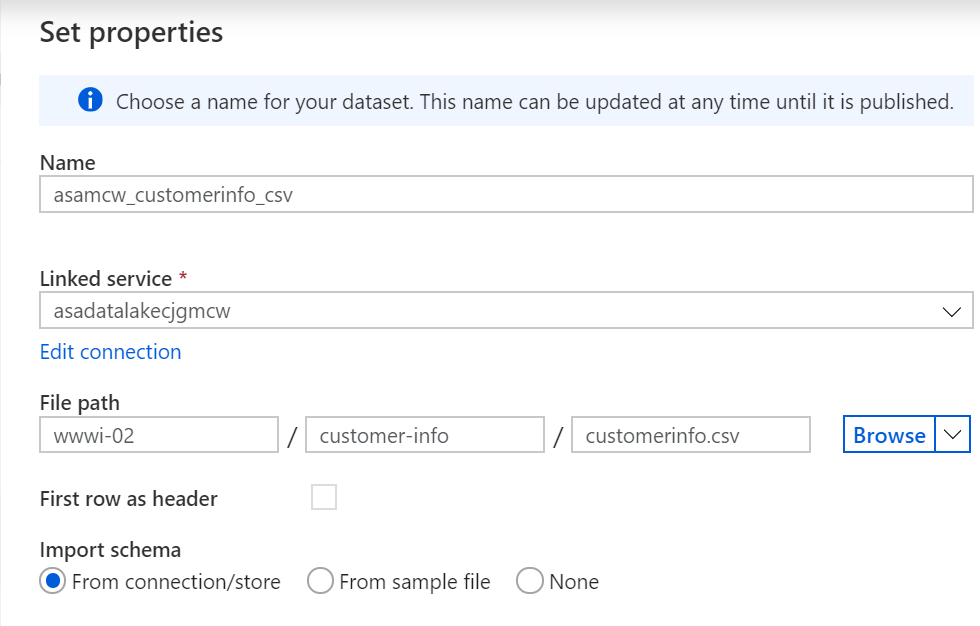 Set properties
Choose a name for your dataset. This name can be updated at any time until it is published.
Name
asamcw_customerinfo_csv
Linked service *
asadatalakecjgmcw
Edit connection
File path
wwwi-02 / customer-info / customerinfo.csv Browse
First row as header
Import schema
From connection/store From sample file None